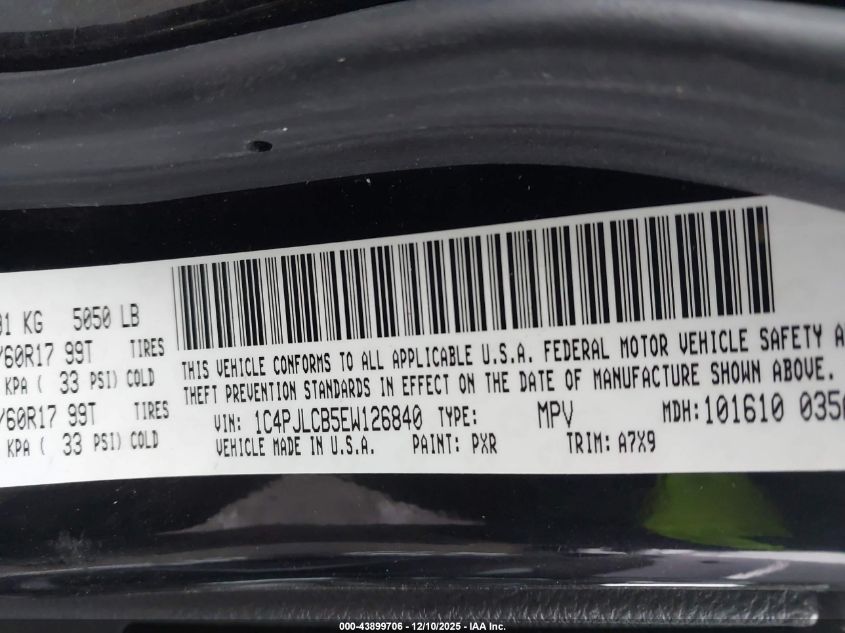 91 KG 5050 LB
/60R17 99T TIRES
KPA ( 33 PSI) COLD
/60R17 99T TIRES
KPA ( 33 PSI) COLD
THIS VEHICLE CONFORMS TO ALL APPLICABLE U.S.A. FEDERAL MOTOR VEHICLE SAFETY A
THEFT PREVENTION STANDARDS IN EFFECT ON THE DATE OF MANUFACTURE SHOWN ABOVE.
VIN: 1C4PJLCB5EW126840 TYPE: MPV MDH: 101610 035
VEHICLE MADE IN U.S.A. PAINT: PXR TRIM: A7X9
000-43899706 - 12/10/2025 - IAA Inc.